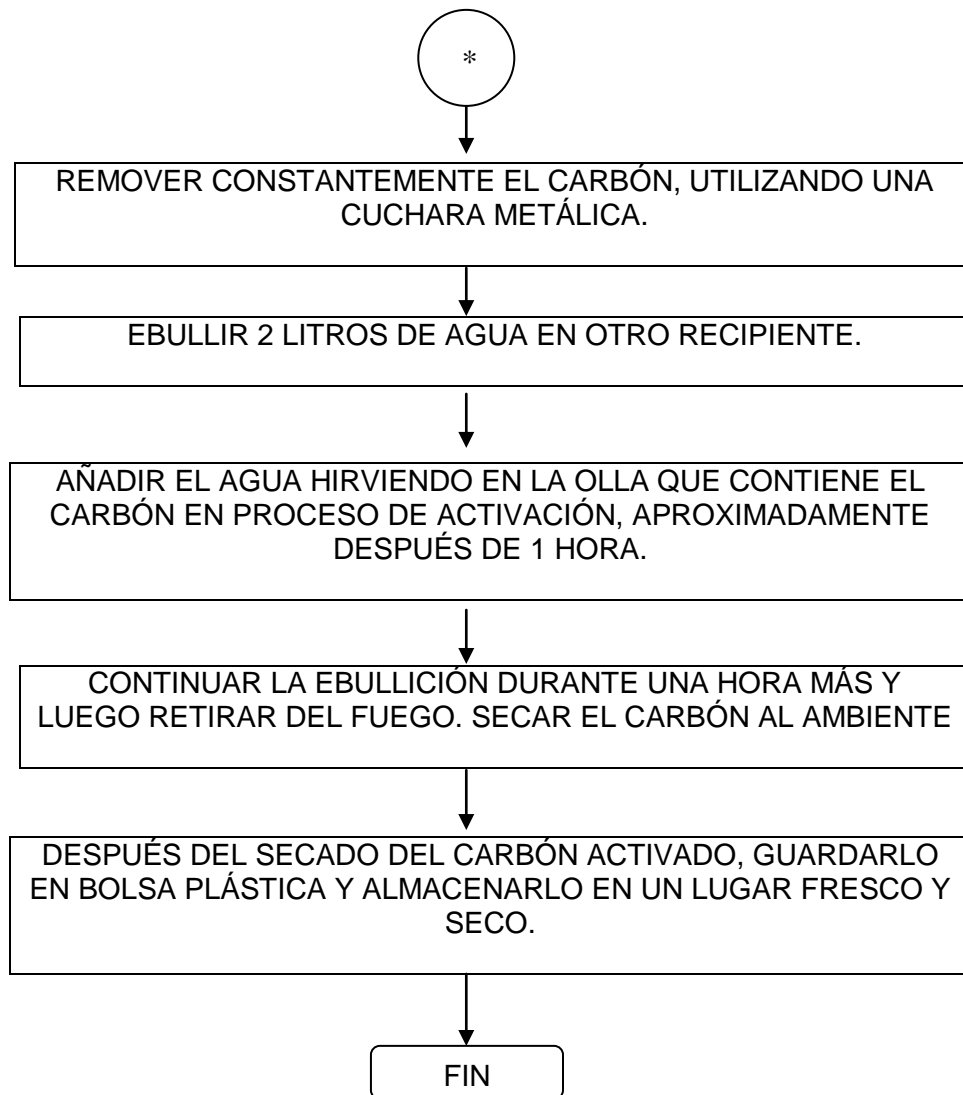 *
REMOVER CONSTANTEMENTE EL CARBÓN, UTILIZANDO UNA
CUCHARA METÁLICA.
EBULLIR 2 LITROS DE AGUA EN OTRO RECIPIENTE.
AÑADIR EL AGUA HIRVIENDO EN LA OLLA QUE CONTIENE EL
CARBÓN EN PROCESO DE ACTIVACIÓN, APROXIMADAMENTE
DESPUÉS DE 1 HORA.
CONTINUAR LA EBULLICIÓN DURANTE UNA HORA MÁS Y
LUEGO RETIRAR DEL FUEGO. SECAR EL CARBÓN AL AMBIENTE
DESPUÉS DEL SECADO DEL CARBÓN ACTIVADO, GUARDARLO
EN BOLSA PLÁSTICA Y ALMACENARLO EN UN LUGAR FRESCO Y
SECO.
FIN